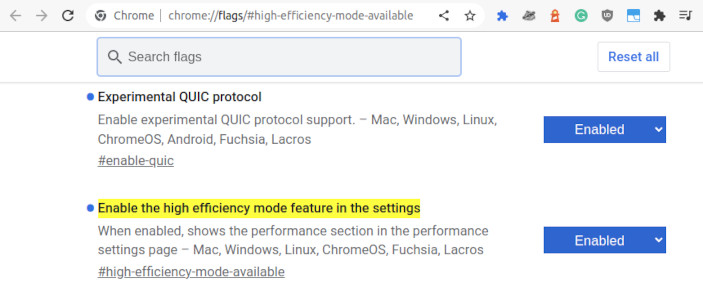 Chrome | chrome://flags/#high-efficiency-mode-available
Search flags
Reset all
Experimental QUIC protocol
Enable experimental QUIC protocol support. – Mac, Windows, Linux,
ChromeOS, Android, Fuchsia, Lacros
#enable-quic
Enabled
Enable the high efficiency mode feature in the settings
When enabled, shows the performance section in the performance
settings page – Mac, Windows, Linux, ChromeOS, Fuchsia, Lacros
#high-efficiency-mode-available
Enabled